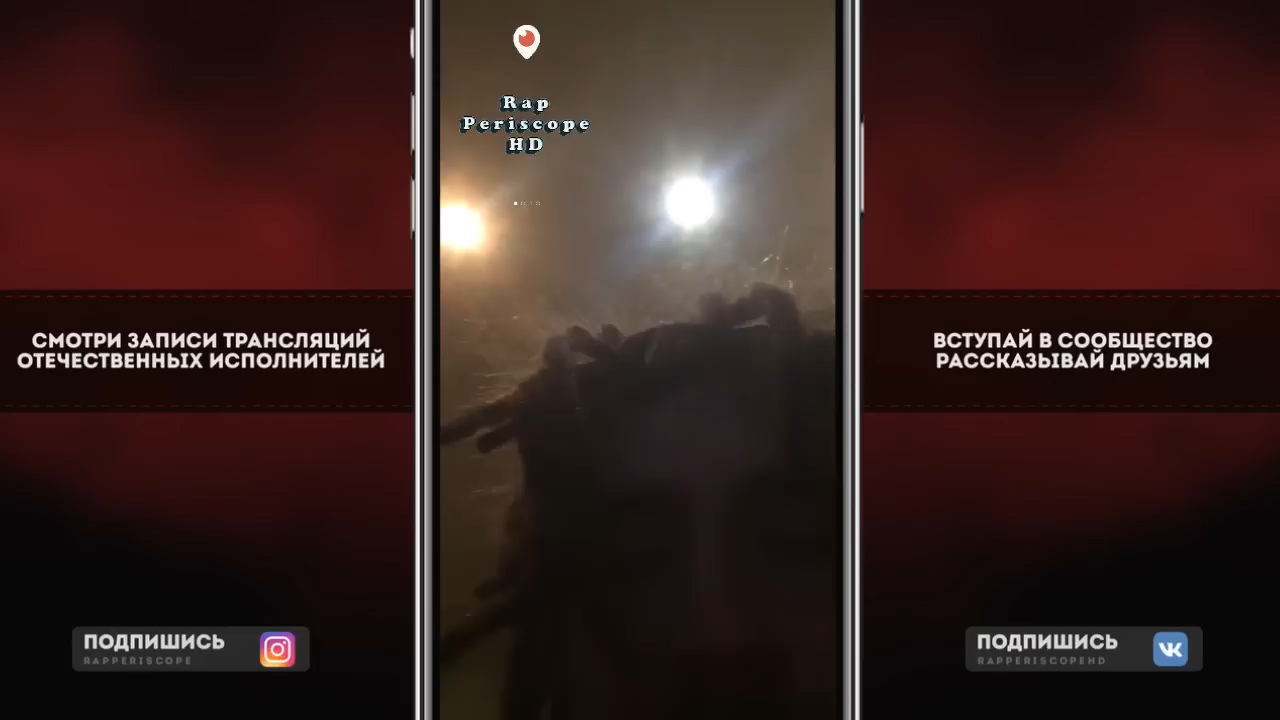 Rap
Periscope
HD
СМОТРИ ЗАПИСИ ТРАНСЛЯЦИЙ
ОТЕЧЕСТВЕННЫХ ИСПОЛНИТЕЛЕЙ
ВСТУПАЙ В СООБЩЕСТВО
РАССКАЗЫВАЙ ДРУЗЬЯМ
ПОДПИШИСЬ
RAPPERISCOPE
ПОДПИШИСЬ
RAPPERISCOPEHD